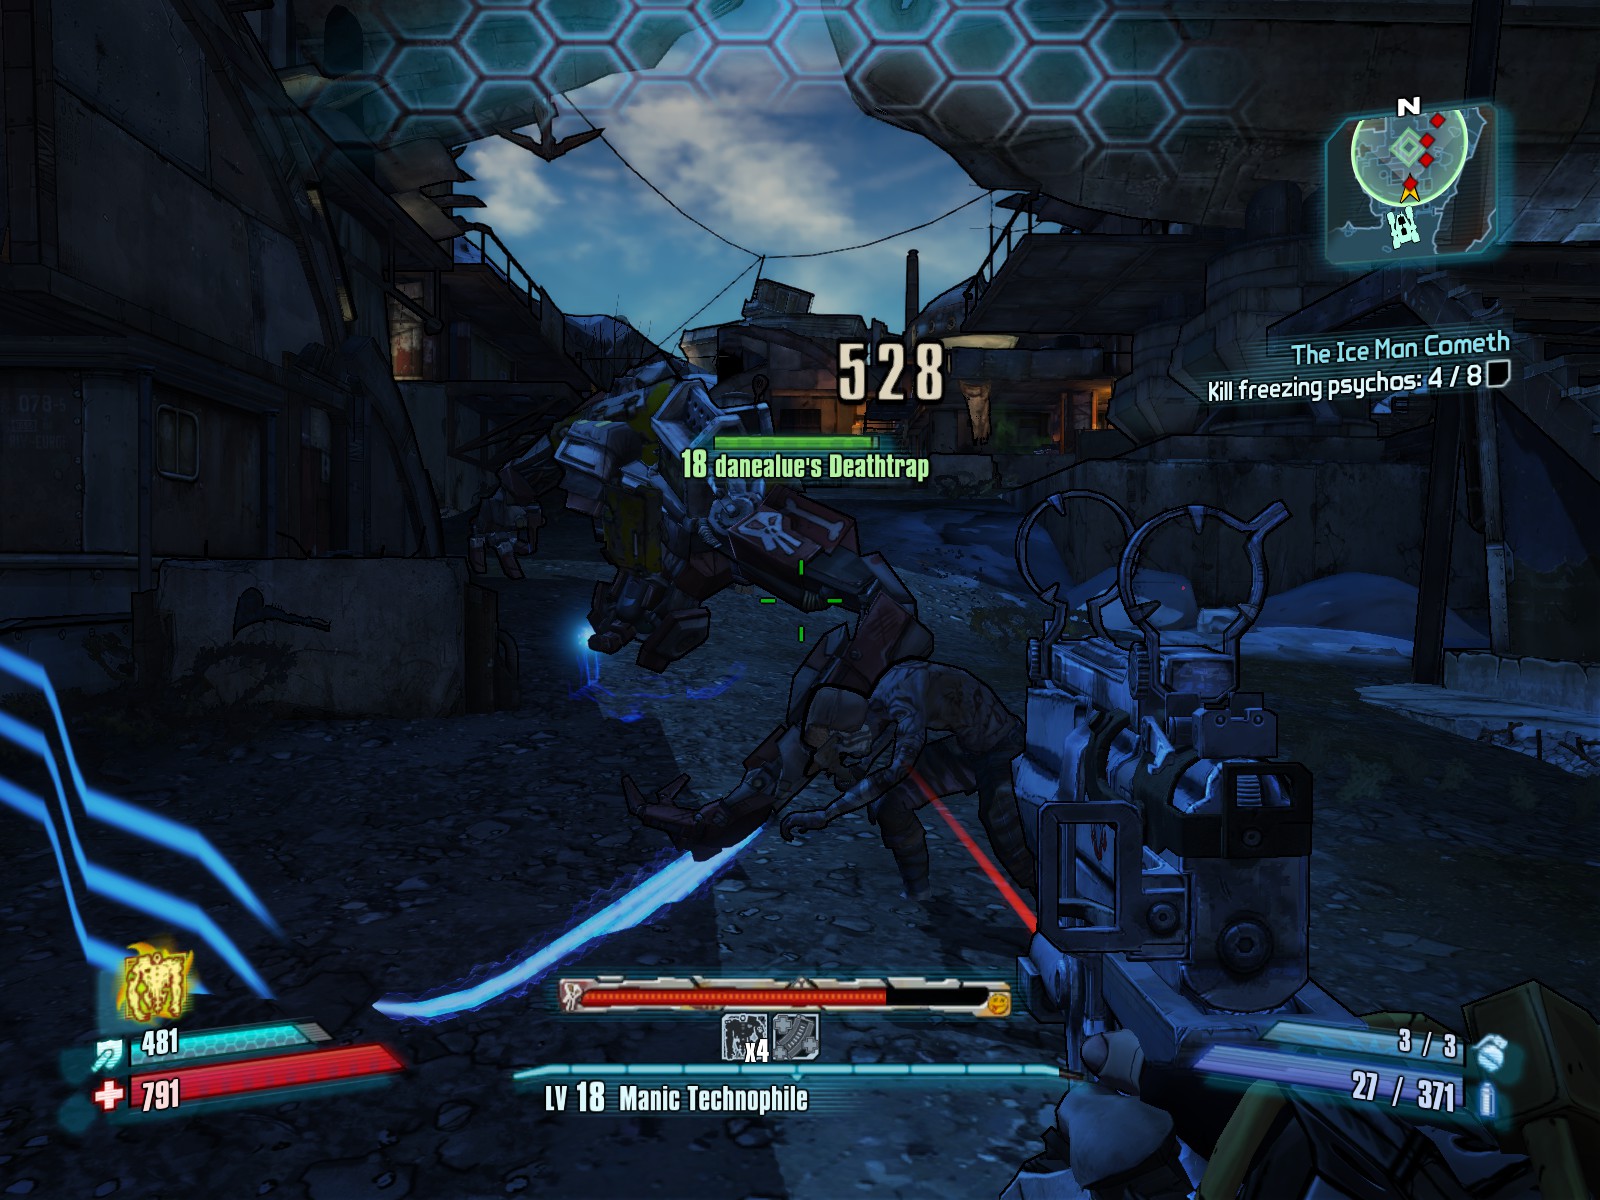 N
The Ice Man Cometh
Kill freezing psychos: 4 / 8
528
18 danealue's Deathtrap
481
791
x4
LV 18 Manic Technophile
3 / 3
27 / 371